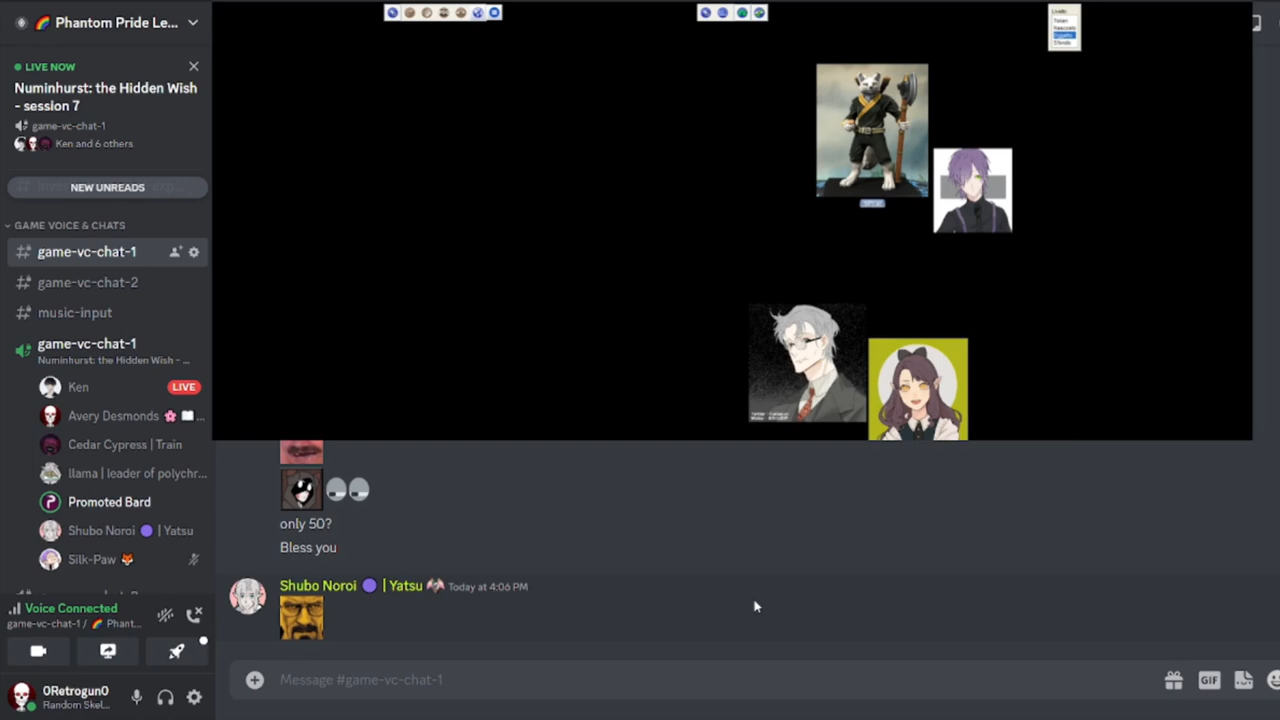 🌈 Phantom Pride Le...
LIVE NOW
Numinhurst: the Hidden Wish
- session 7
game-vc-chat-1
Ken and 6 others
NEW UNREADS
GAME VOICE & CHATS
game-vc-chat-1
game-vc-chat-2
music-input
game-vc-chat-1
Numinhurst: the Hidden Wish – ...
Ken LIVE
Avery Desmonds 🌸 📖 ...
Cedar Cypress | Train
llama | leader of polychr...
Promoted Bard
Shubo Noroi 🟣 | Yatsu
Silk-Paw 🦊
Voice Connected
game-vc-chat-1 / 🌈 Phant...
0Retrogun0
Random Skel...
only 50?
Bless you
Shubo Noroi 🟣 | Yatsu Today at 4:06 PM
Message #game-vc-chat-1
GIF